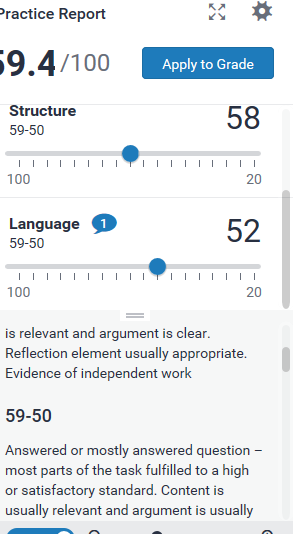 Practice Report
59.4 /100
Apply to Grade
Structure
58
59-50
100
20
Language
1
52
59-50
100
20
is relevant and argument is clear.
Reflection element usually appropriate.
Evidence of independent work
59-50
Answered or mostly answered question –
most parts of the task fulfilled to a high
or satisfactory standard. Content is
usually relevant and argument is usually